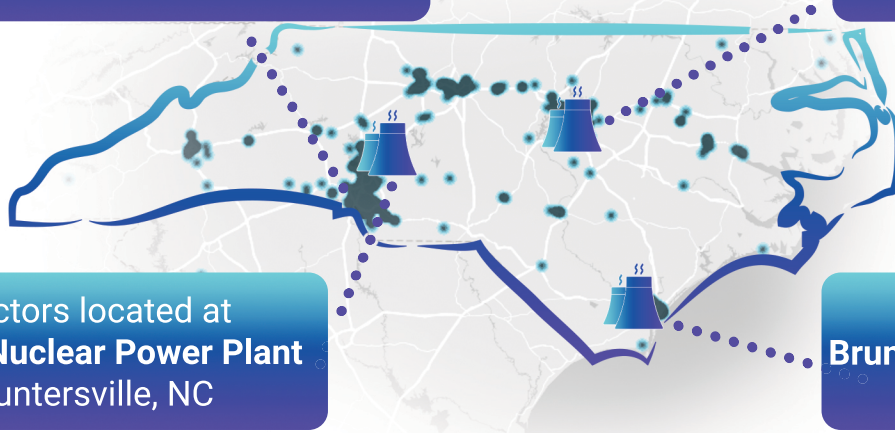 ctors located at
Nuclear Power Plant
untersville, NC
Brun